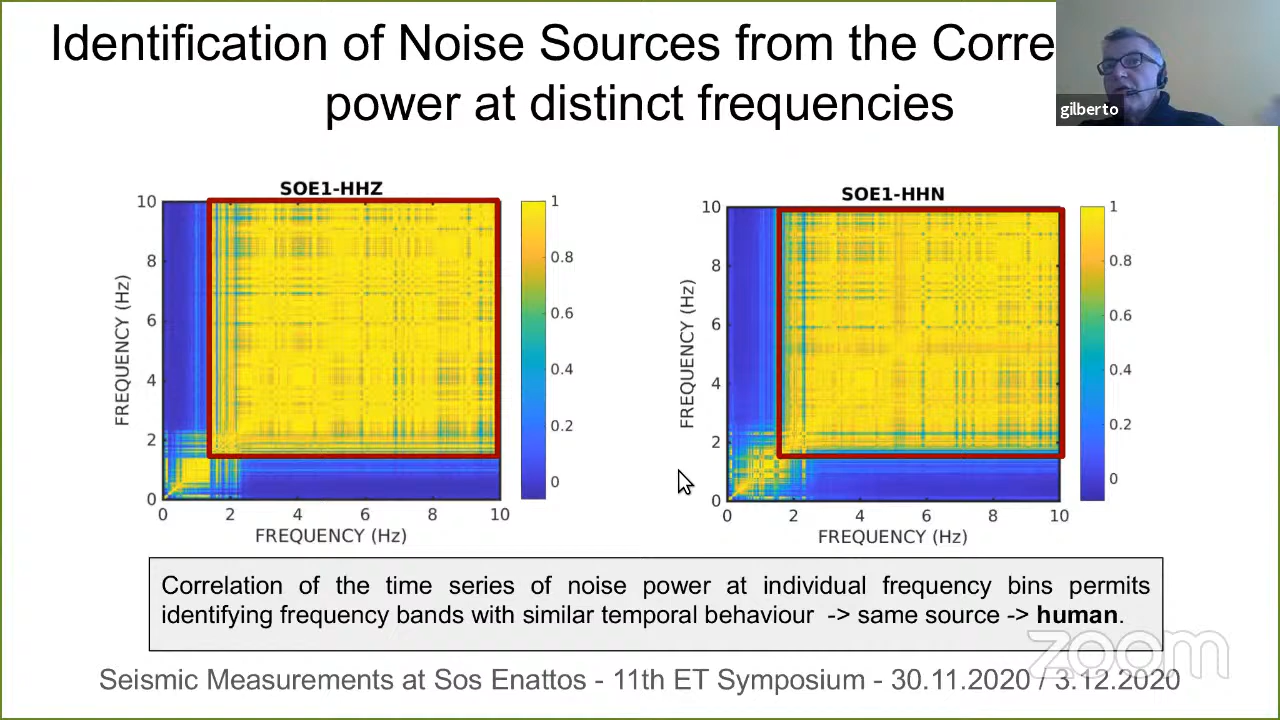 Identification of Noise Sources from the Corre
power at distinct frequencies
gilberto
SOE1-HHZ
10
8
6
4
2
0
FREQUENCY (Hz)
0 2 4 6 8 10
FREQUENCY (Hz)
1
0.8
0.6
0.4
0.2
0
SOE1-HHN
10
8
6
4
2
0
FREQUENCY (Hz)
0 2 4 6 8 10
FREQUENCY (Hz)
1
0.8
0.6
0.4
0.2
0
Correlation of the time series of noise power at individual frequency bins permits
identifying frequency bands with similar temporal behaviour -> same source -> human.
zoom
Seismic Measurements at Sos Enattos - 11th ET Symposium - 30.11.2020 / 3.12.2020